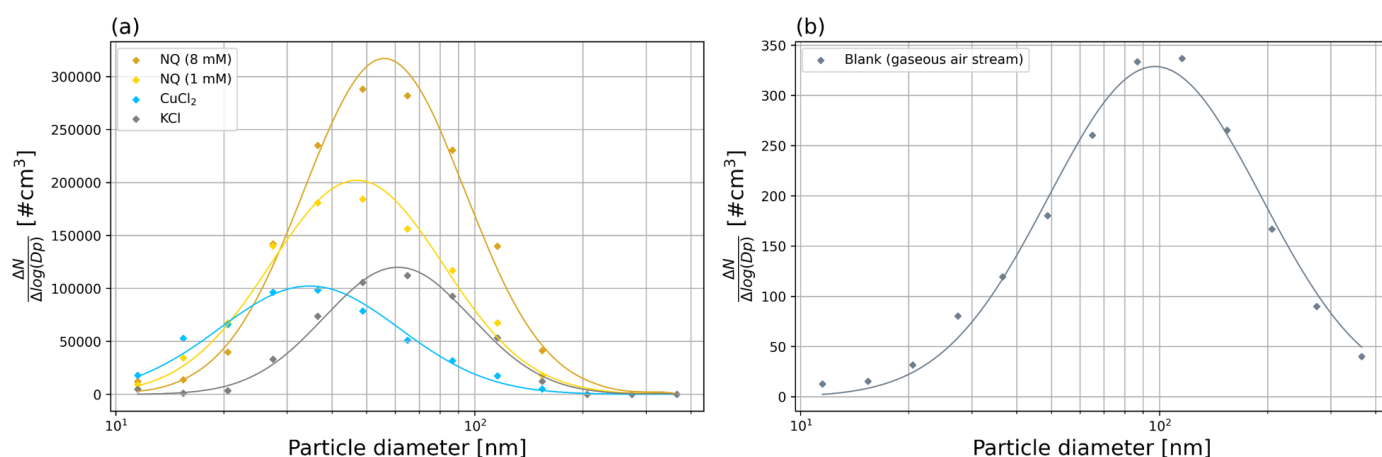 (a)
NQ (8 mM)
NQ (1 mM)
CuCl₂
KCl
300000
250000
200000
150000
100000
50000
0
ΔN
Δlog(Dp)
[#cm³]
10¹
10²
Particle diameter [nm]
(b)
Blank (gaseous air stream)
350
300
250
200
150
100
50
0
ΔN
Δlog(Dp)
[#cm³]
10¹
10²
Particle diameter [nm]